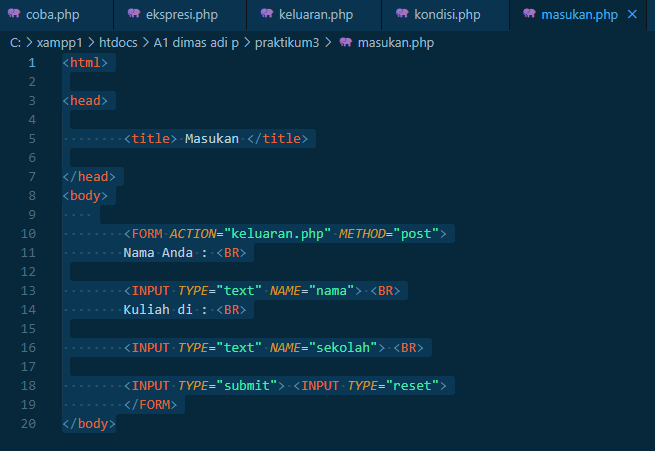 coba.php ekspresi.php keluaran.php kondisi.php masukan.php ×
C: > xampp1 > htdocs > A1 dimas adi p > praktikum3 > masukan.php
1 <html>
2
3 <head>
4
5 <title> Masukan </title>
6
7 </head>
8 <body>
9
10 <FORM ACTION="keluaran.php" METHOD="post">
11 Nama Anda : <BR>
12
13 <INPUT TYPE="text" NAME="nama"> <BR>
14 Kuliah di : <BR>
15
16 <INPUT TYPE="text" NAME="sekolah"> <BR>
17
18 <INPUT TYPE="submit"> <INPUT TYPE="reset">
19 </FORM>
20 </body>